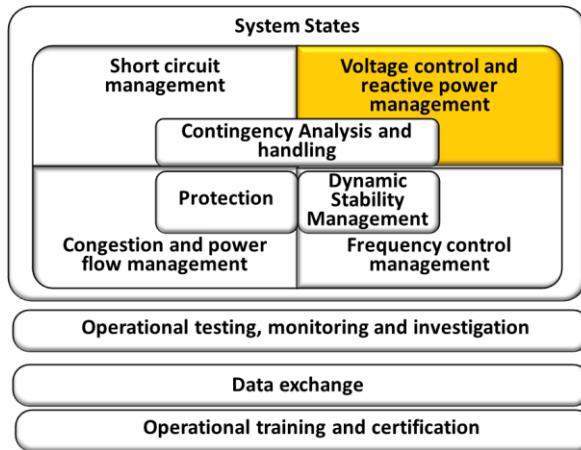 System States
Short circuit
management
Voltage control and
reactive power
management
Contingency Analysis and
handling
Protection
Dynamic
Stability
Management
Congestion and power
flow management
Frequency control
management
Operational testing, monitoring and investigation
Data exchange
Operational training and certification